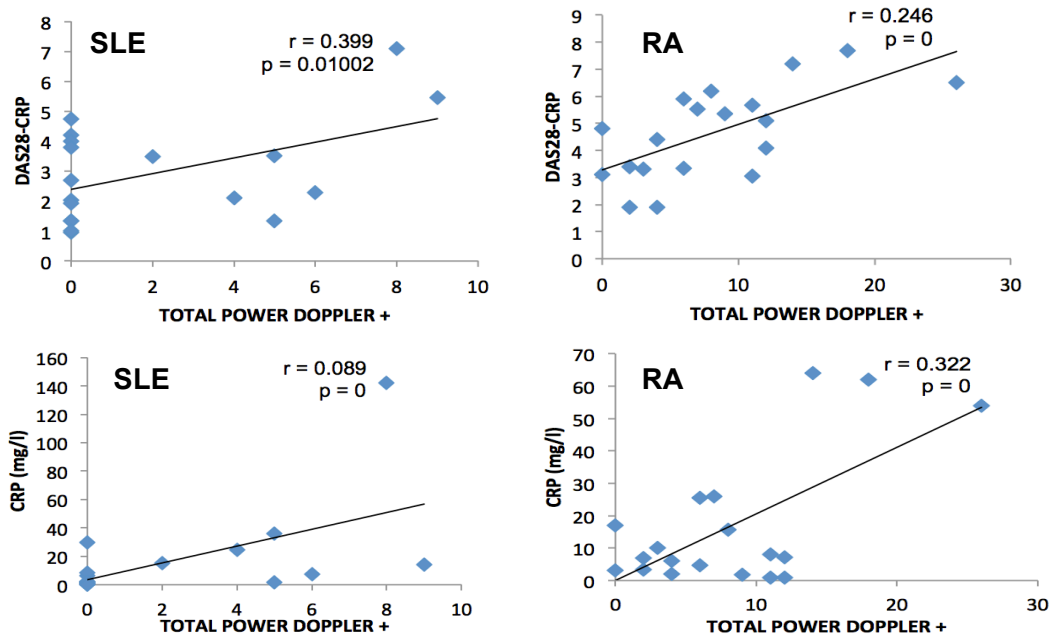 SLE
r = 0.399
p = 0.01002
8
7
6
5
4
3
2
1
0
DAS28-CRP
0 2 4 6 8 10
TOTAL POWER DOPPLER +
RA
r = 0.246
p = 0
9
8
7
6
5
4
3
2
1
0
DAS28-CRP
0 10 20 30
TOTAL POWER DOPPLER +
SLE
r = 0.089
p = 0
160
140
120
100
80
60
40
20
0
CRP (mg/l)
0 2 4 6 8 10
TOTAL POWER DOPPLER +
RA
r = 0.322
p = 0
70
60
50
40
30
20
10
0
CRP (mg/l)
0 10 20 30
TOTAL POWER DOPPLER +